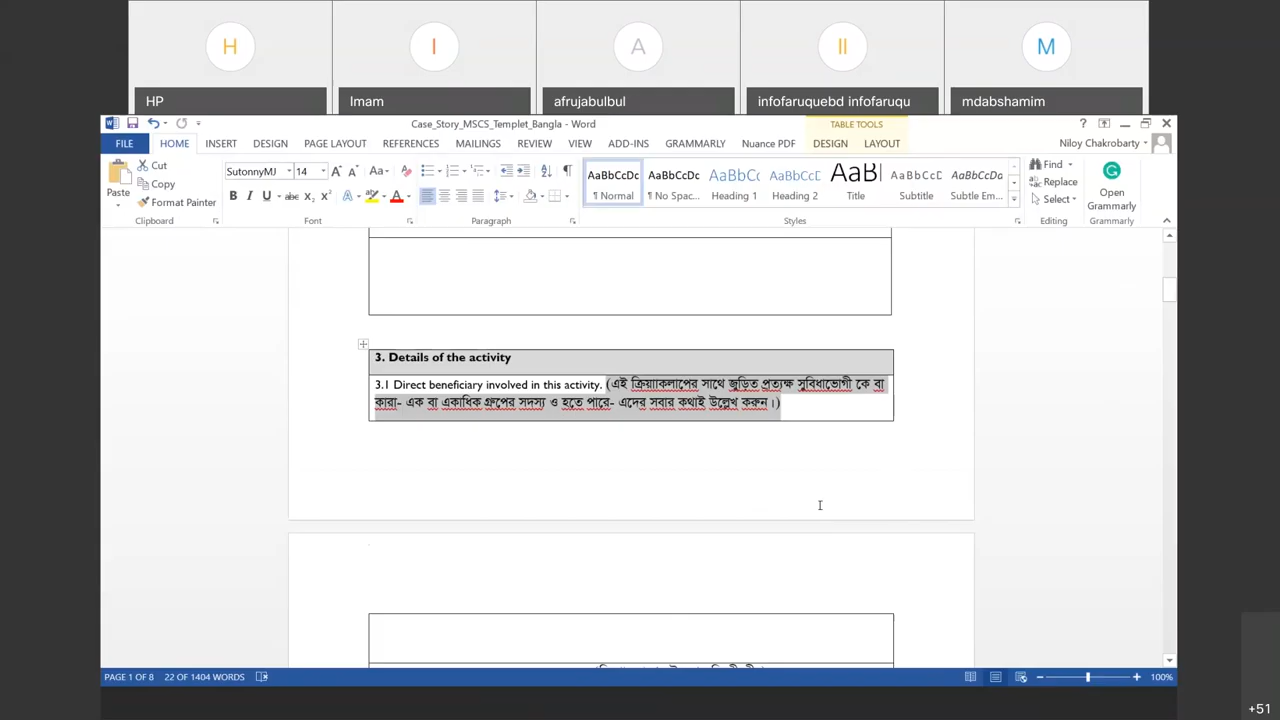 H
I
A
II
M
HP
Imam
afrujabulbul
infofaruquebd infofaruqu
mdabshamim
Case_Story_MSCS_Templet_Bangla - Word
TABLE TOOLS
FILE HOME INSERT DESIGN PAGE LAYOUT REFERENCES MAILINGS REVIEW VIEW ADD-INS GRAMMARLY Nuance PDF DESIGN LAYOUT Niloy Chakrobarty
Paste
Cut
Copy
Format Painter
Clipboard
SutonnyMJ 14
Font
Paragraph
AaBbCcDc AaBbCcDc AaBbCc AaBbCcDc AaB AaBbCcDc AaBbCcDa
¶ Normal ¶ No Spac... Heading 1 Heading 2 Title Subtitle Subtle Em...
Styles
Find
Replace
Select
Editing
Open
Grammarly
Grammarly
3. Details of the activity
3.1 Direct beneficiary involved in this activity. (এই ক্রিয়াকলাপের সাথে জুড়িত প্রত্যক্ষ সুবিধাভোগী কে বা
কারা- এক বা একাধিক গ্রুপের সদস্য ও হতে পারে- এদের সবার কথাই উল্লেখ করুন।)
PAGE 1 OF 8 22 OF 1404 WORDS 100%
+51